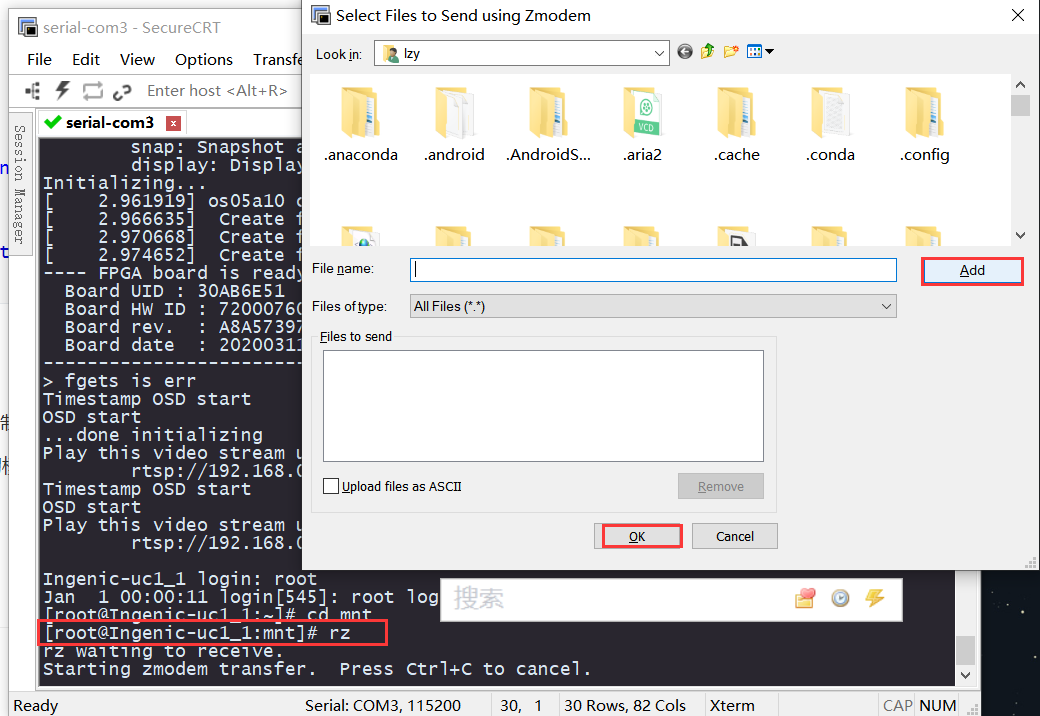 serial-com3 - SecureCRT
File Edit View Options Transfe
Enter host <Alt+R>
Session Manager
serial-com3
snap: Snapshot a
display: Display
Initializing...
[ 2.961919] os05a10 c
[ 2.966635] Create f
[ 2.970668] Create f
[ 2.974652] Create f
---- FPGA board is ready
Board UID : 30AB6E51
Board HW ID : 72000760
Board rev. : A8A57397
Board date : 20200311
--------------------------
> fgets is err
Timestamp OSD start
OSD start
...done initializing
Play this video stream u
rtsp://192.168.0
Timestamp OSD start
OSD start
Play this video stream u
rtsp://192.168.0
Ingenic-uc1_1 login: root
Jan 1 00:00:11 login[545]: root log
[root@Ingenic-uc1_1:~]# cd mnt
[root@Ingenic-uc1_1:mnt]# rz
rz waiting to receive.
Starting zmodem transfer. Press Ctrl+C to cancel.
Ready
Serial: COM3, 115200
30, 1
30 Rows, 82 Cols
Xterm
CAP NUM
Select Files to Send using Zmodem
Look in:
lzy
VCD
.anaconda .android .AndroidS... .aria2 .cache .conda .config
File name:
Add
Files of type:
All Files (*.*)
Files to send
Upload files as ASCII
Remove
OK
Cancel
搜索